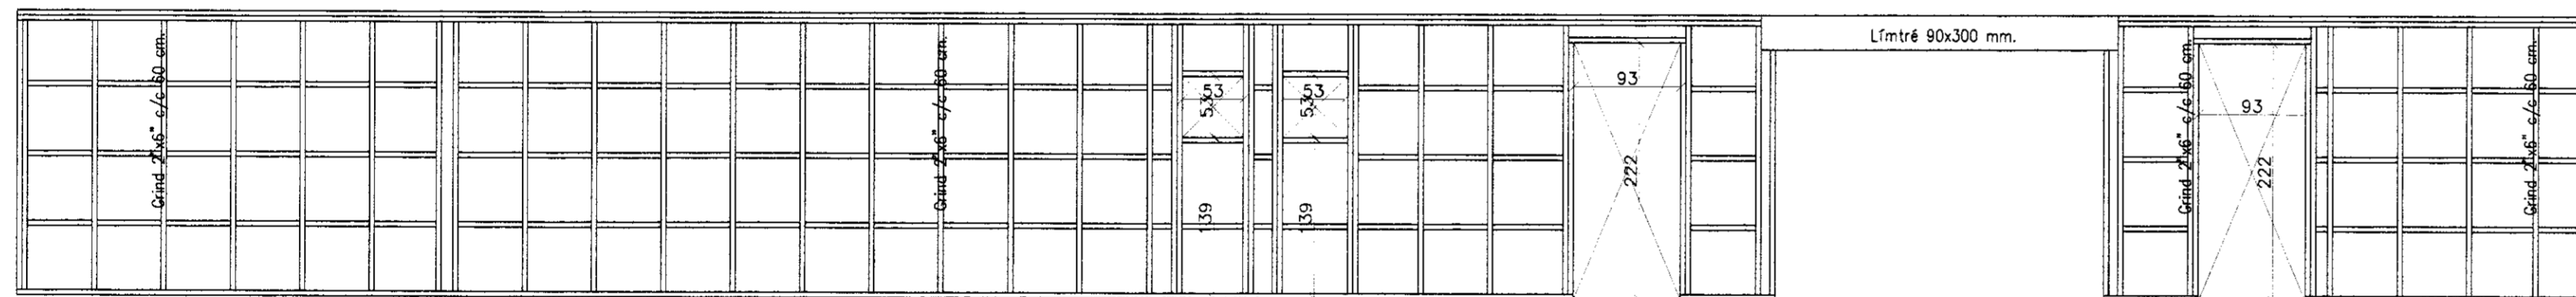 Grind 2"x6" c/c 60 cm.
Grind 2"x6" c/c 60 cm.
53
53
139
53
53
139
93
222
Límtré 90x300 mm.
Grind 2"x6" c/c 60 cm.
93
222
Grind 2"x6" c/c 60 cm.